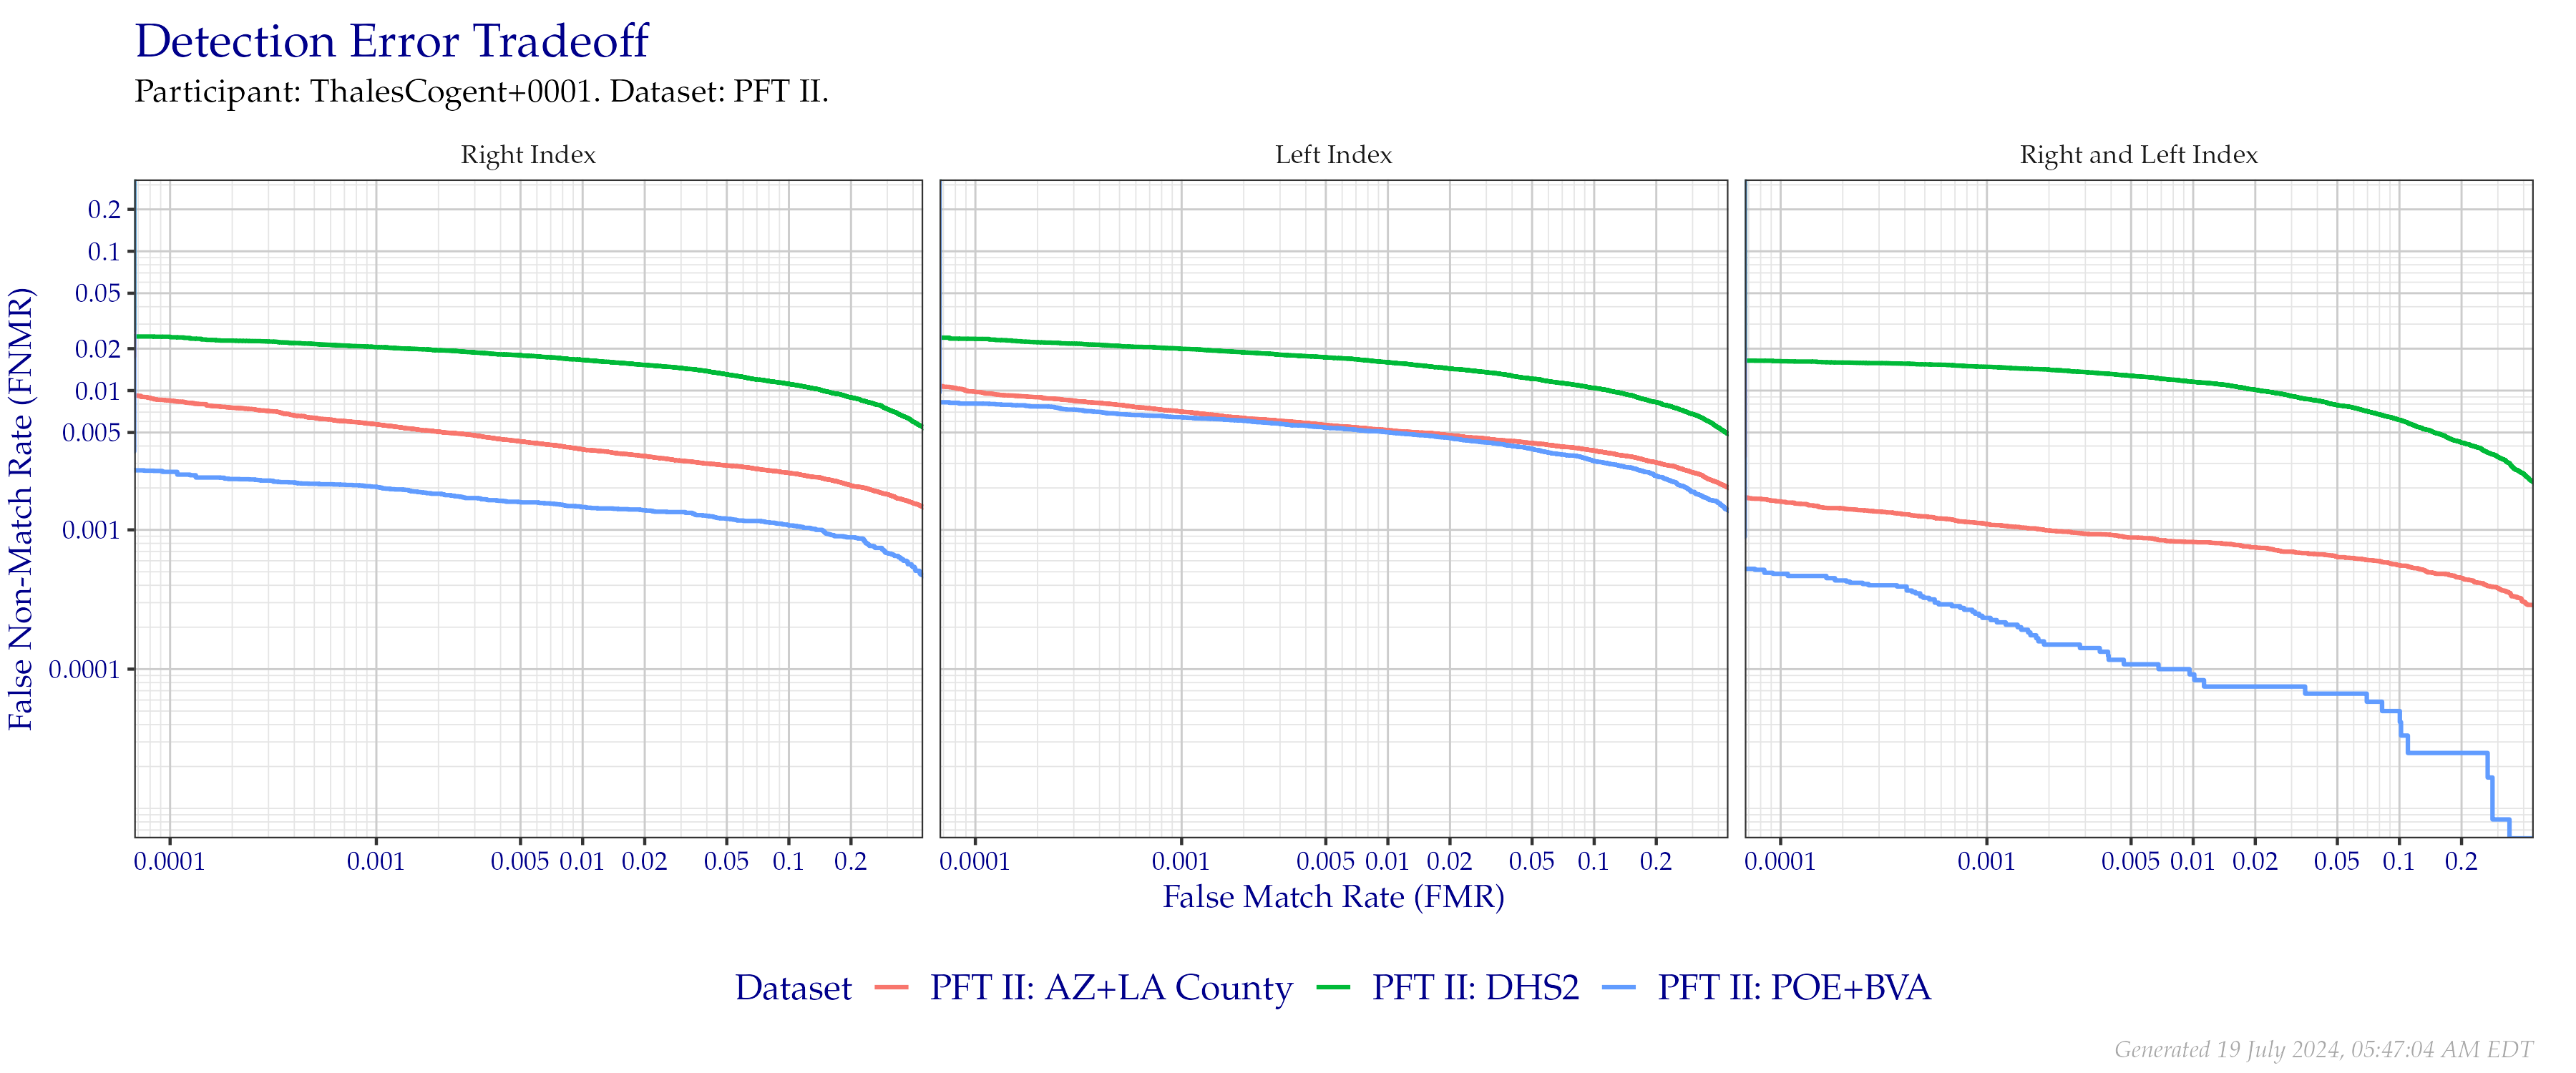 Detection Error Tradeoff
Participant: ThalesCogent+0001. Dataset: PFT II.
Right Index
Left Index
Right and Left Index
False Non-Match Rate (FNMR)
0.2
0.1
0.05
0.02
0.01
0.005
0.001
0.0001
0.0001 0.001 0.005 0.01 0.02 0.05 0.1 0.2
0.0001 0.001 0.005 0.01 0.02 0.05 0.1 0.2
0.0001 0.001 0.005 0.01 0.02 0.05 0.1 0.2
False Match Rate (FMR)
Dataset PFT II: AZ+LA County PFT II: DHS2 PFT II: POE+BVA
Generated 19 July 2024, 05:47:04 AM EDT